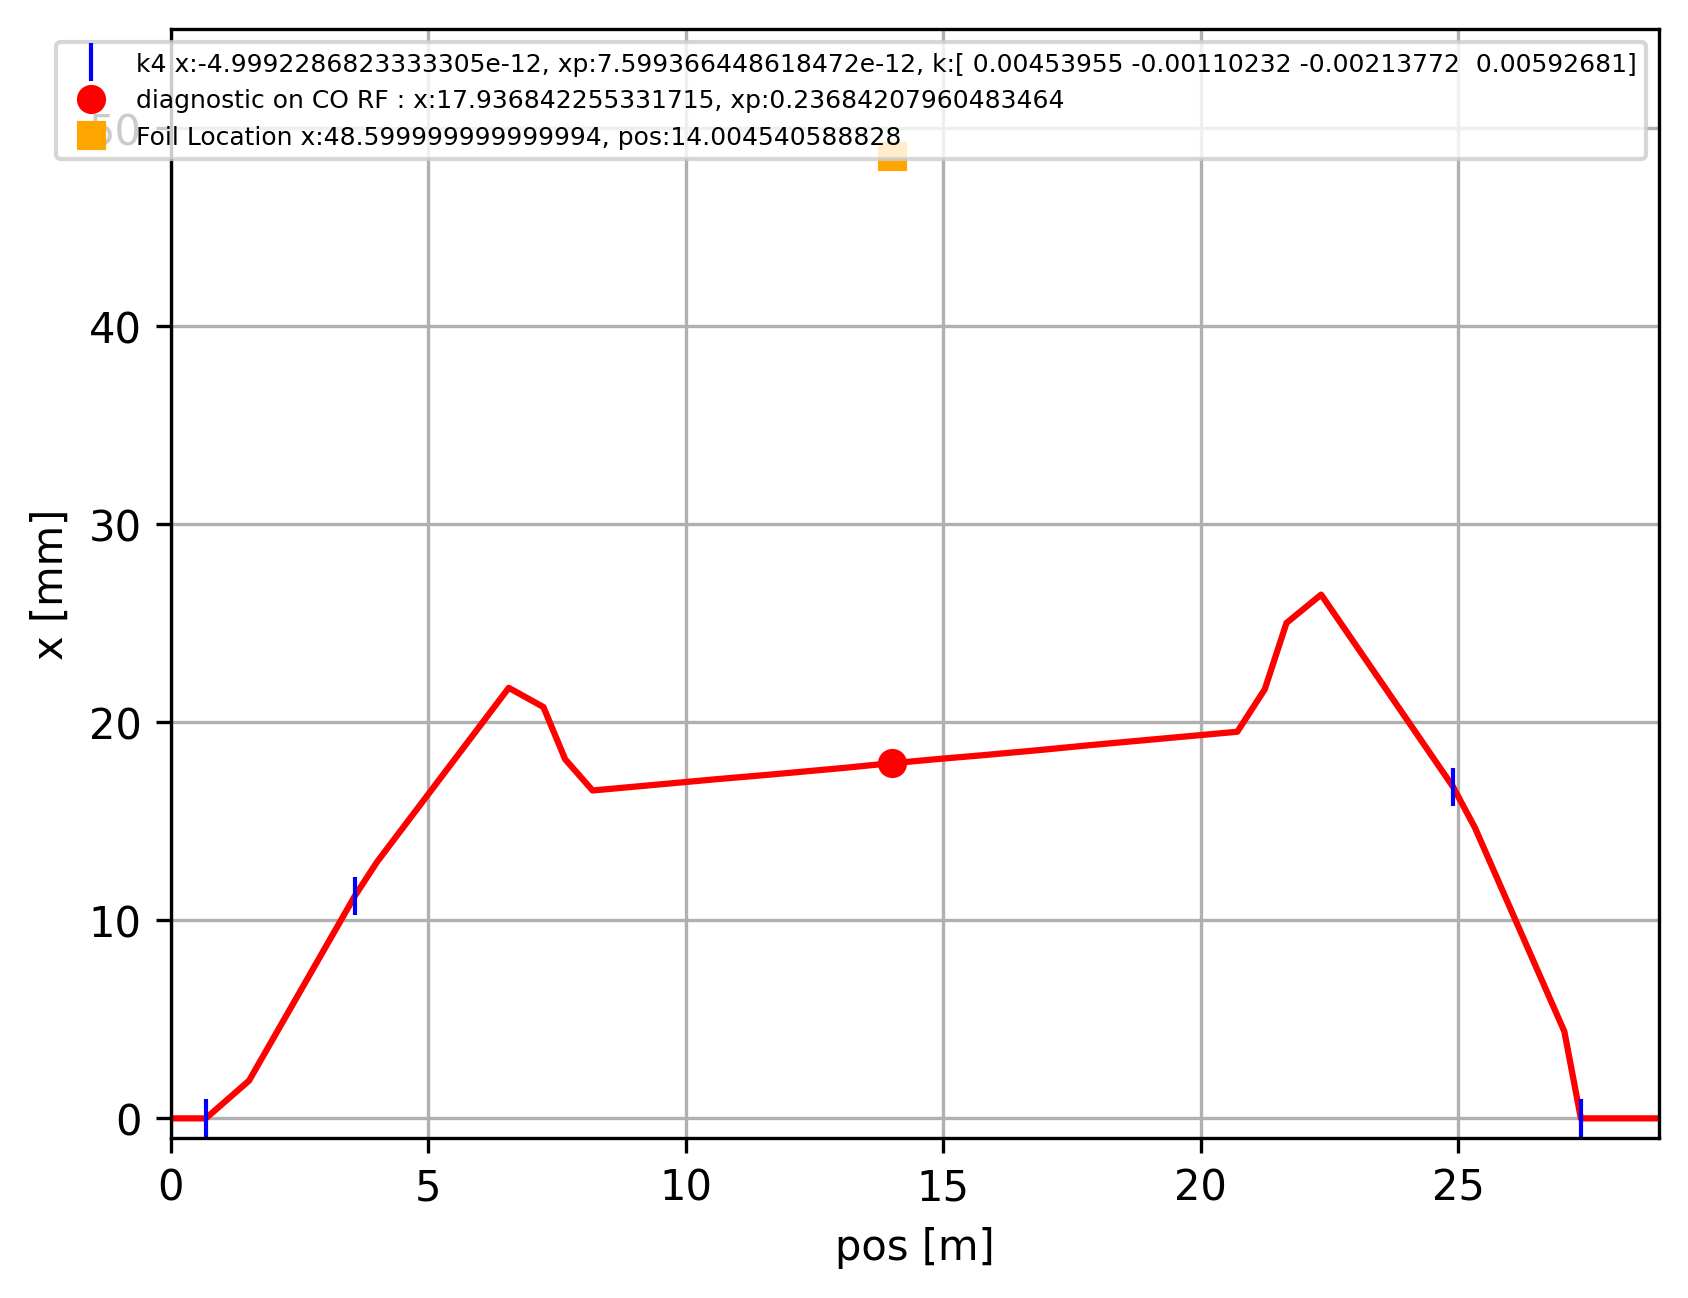 k4 x:-4.9992286823333305e-12, xp:7.599366448618472e-12, k:[ 0.00453955 -0.00110232 -0.00213772  0.00592681]
diagnostic on CO RF : x:17.936842255331715, xp:0.23684207960483464
Foil Location x:48.599999999999994, pos:14.004540588828
50
40
30
20
10
0
x [mm]
0 5 10 15 20 25
pos [m]